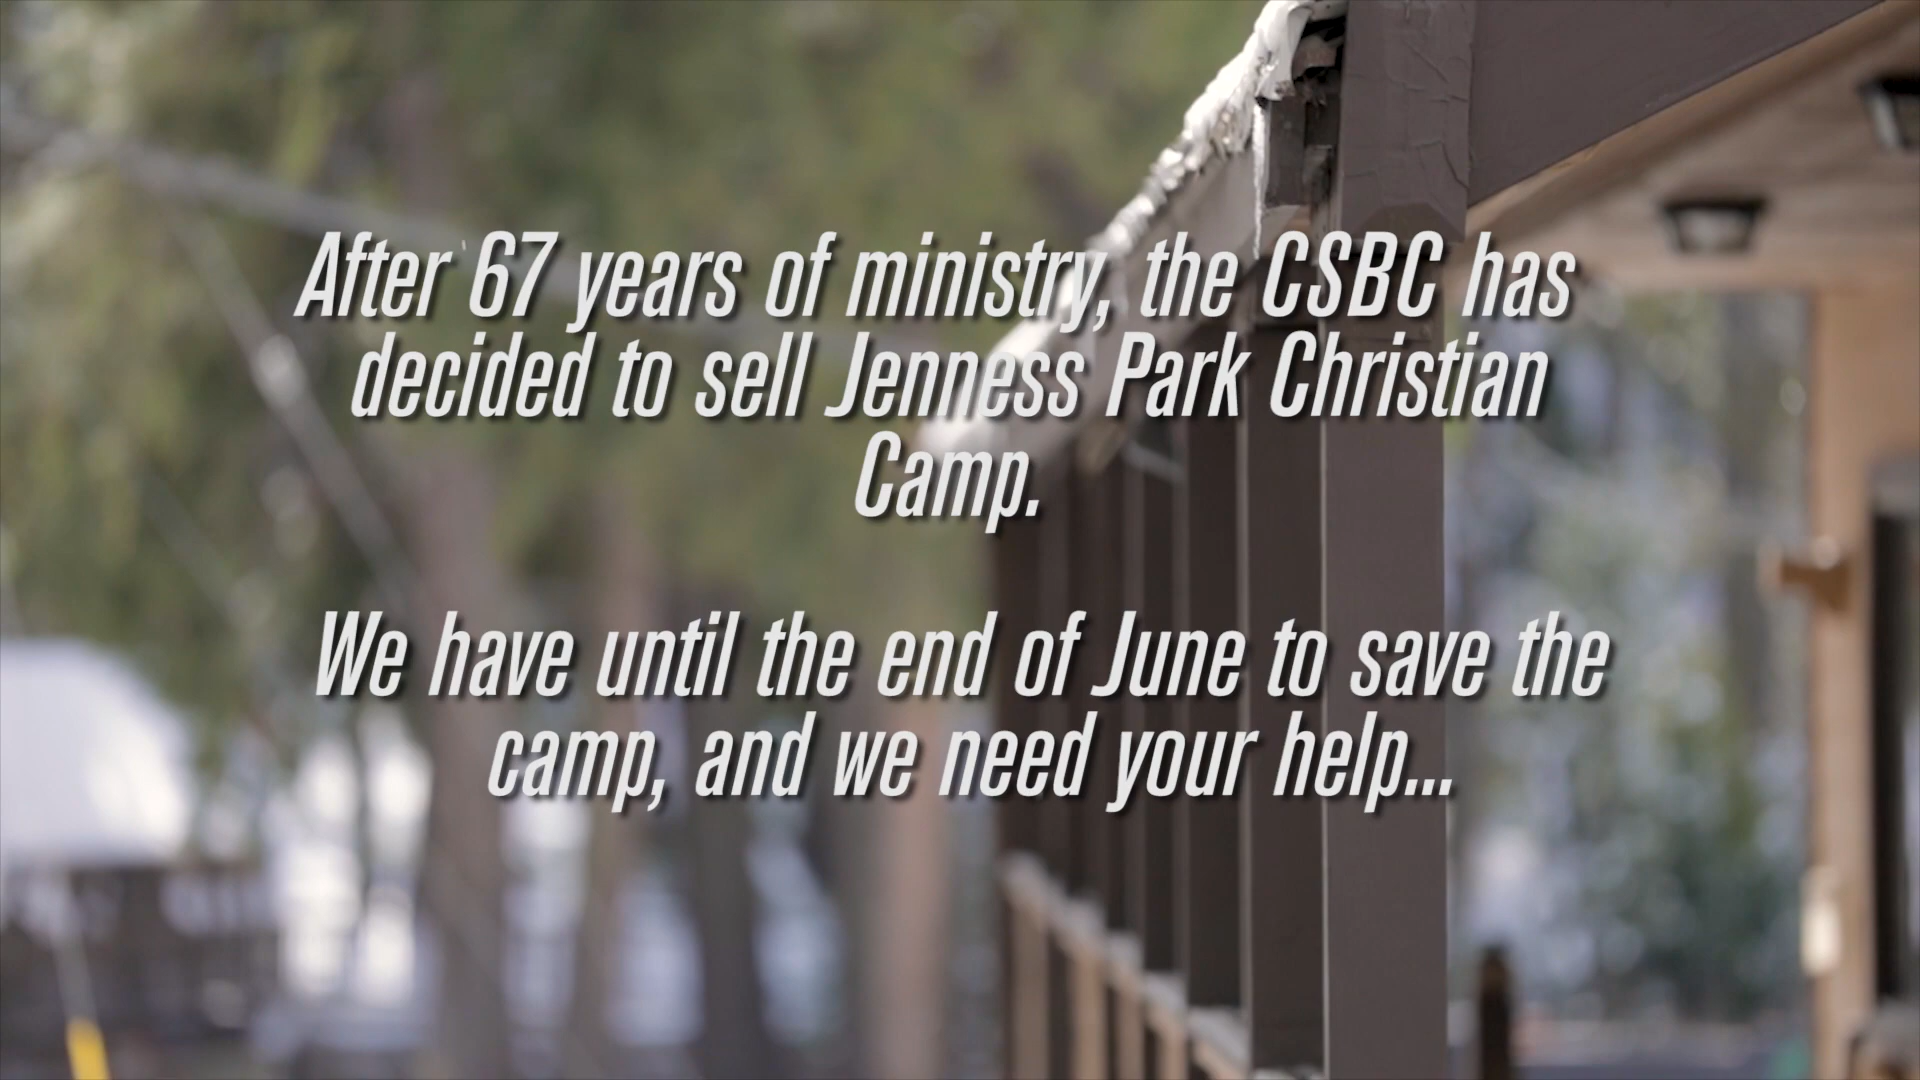 After 67 years of ministry, the CSBC has
decided to sell Jenness Park Christian
Camp.
We have until the end of June to save the
camp, and we need your help...